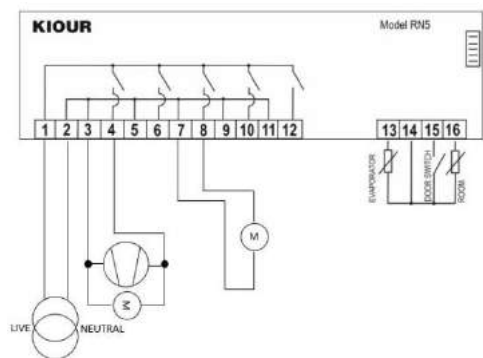 KIOUR
Model RN5
1 2 3 4 5 6 7 8 9 10 11 12 13 14 15 16
EVAPORATOR
DOOR SWITCH
ROOM
M
M
LIVE NEUTRAL